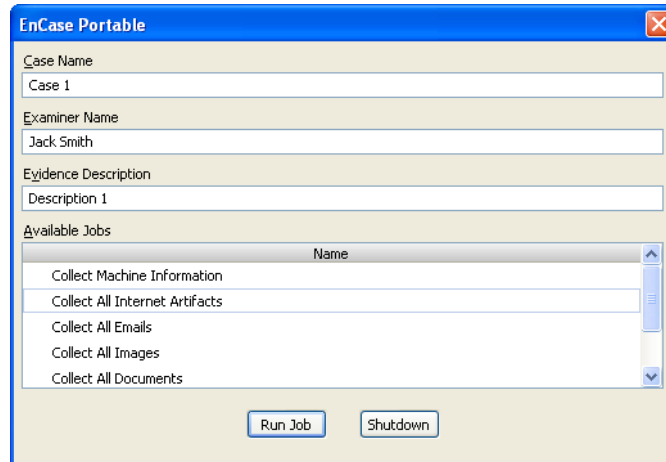 EnCase Portable
Case Name
Case 1
Examiner Name
Jack Smith
Evidence Description
Description 1
Available Jobs
Name
Collect Machine Information
Collect All Internet Artifacts
Collect All Emails
Collect All Images
Collect All Documents
Run Job Shutdown